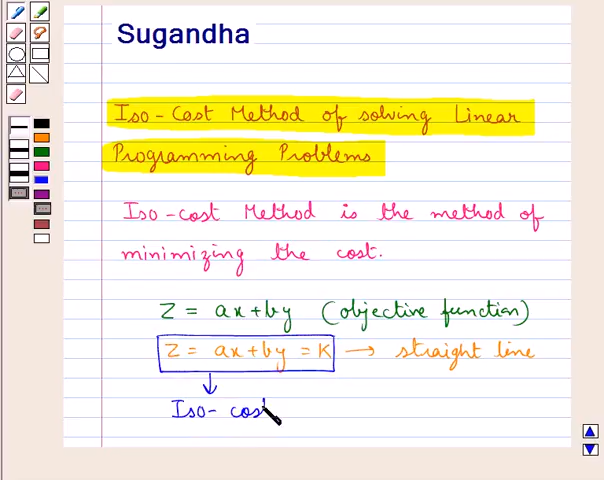 Sugandha
Iso-Cost Method of solving Linear
Programming Problems
Iso-cost Method is the method of
minimizing the cost.
Z = ax+by (objective function)
Z = ax+by = K → straight line
Iso- cost